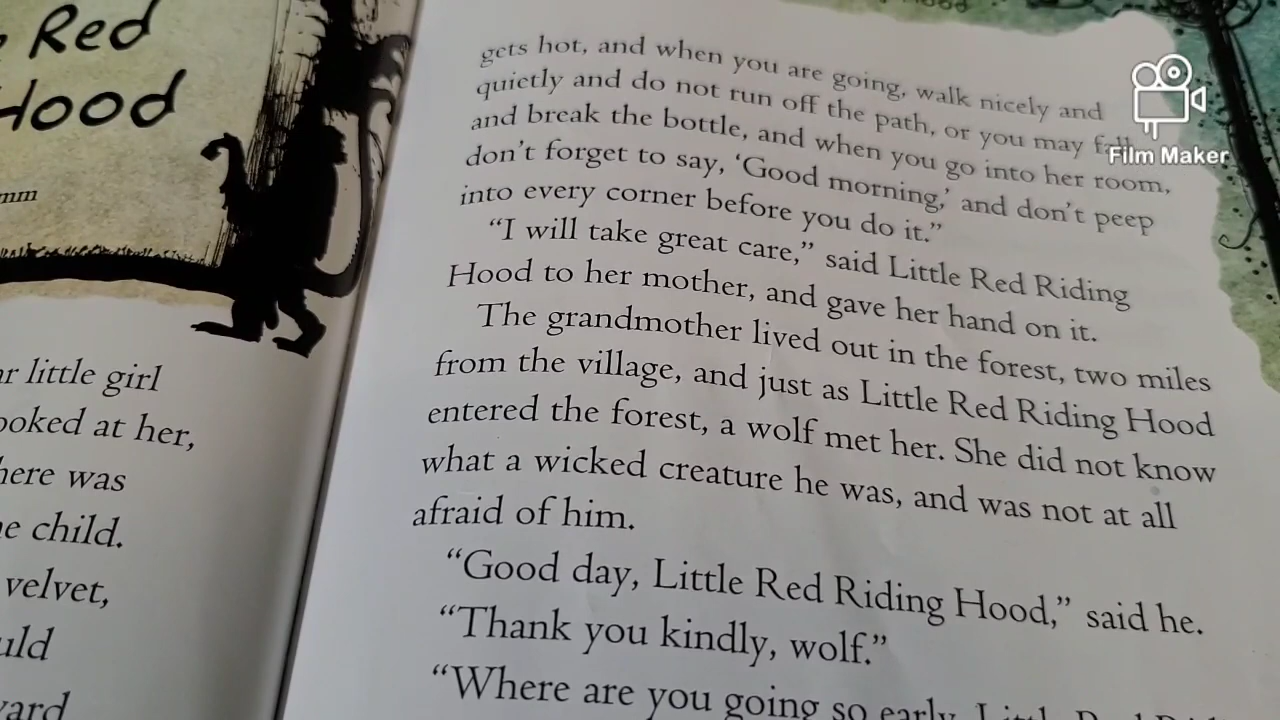 Red
Hood
mm
little girl
looked at her,
there was
child.
velvet,
gets hot, and when you are going, walk nicely and
quietly and do not run off the path, or you may fall
and break the bottle, and when you go into her room,
don't forget to say, ‘Good morning,’ and don't peep
into every corner before you do it.”
“I will take great care,” said Little Red Riding
Hood to her mother, and gave her hand on it.
The grandmother lived out in the forest, two miles
from the village, and just as Little Red Riding Hood
entered the forest, a wolf met her. She did not know
what a wicked creature he was, and was not at all
afraid of him.
“Good day, Little Red Riding Hood,” said he.
“Thank you kindly, wolf.”
“Where are you going so early, Little Red
Film Maker